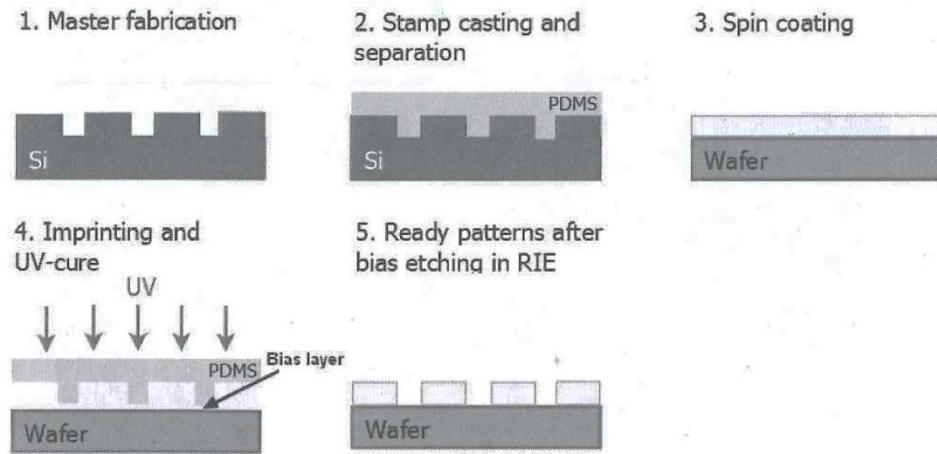 1. Master fabrication
2. Stamp casting and
separation
3. Spin coating
PDMS
Si
Si
Wafer
4. Imprinting and
UV-cure
5. Ready patterns after
bias etching in RIE
UV
Bias layer
PDMS
Wafer
Wafer